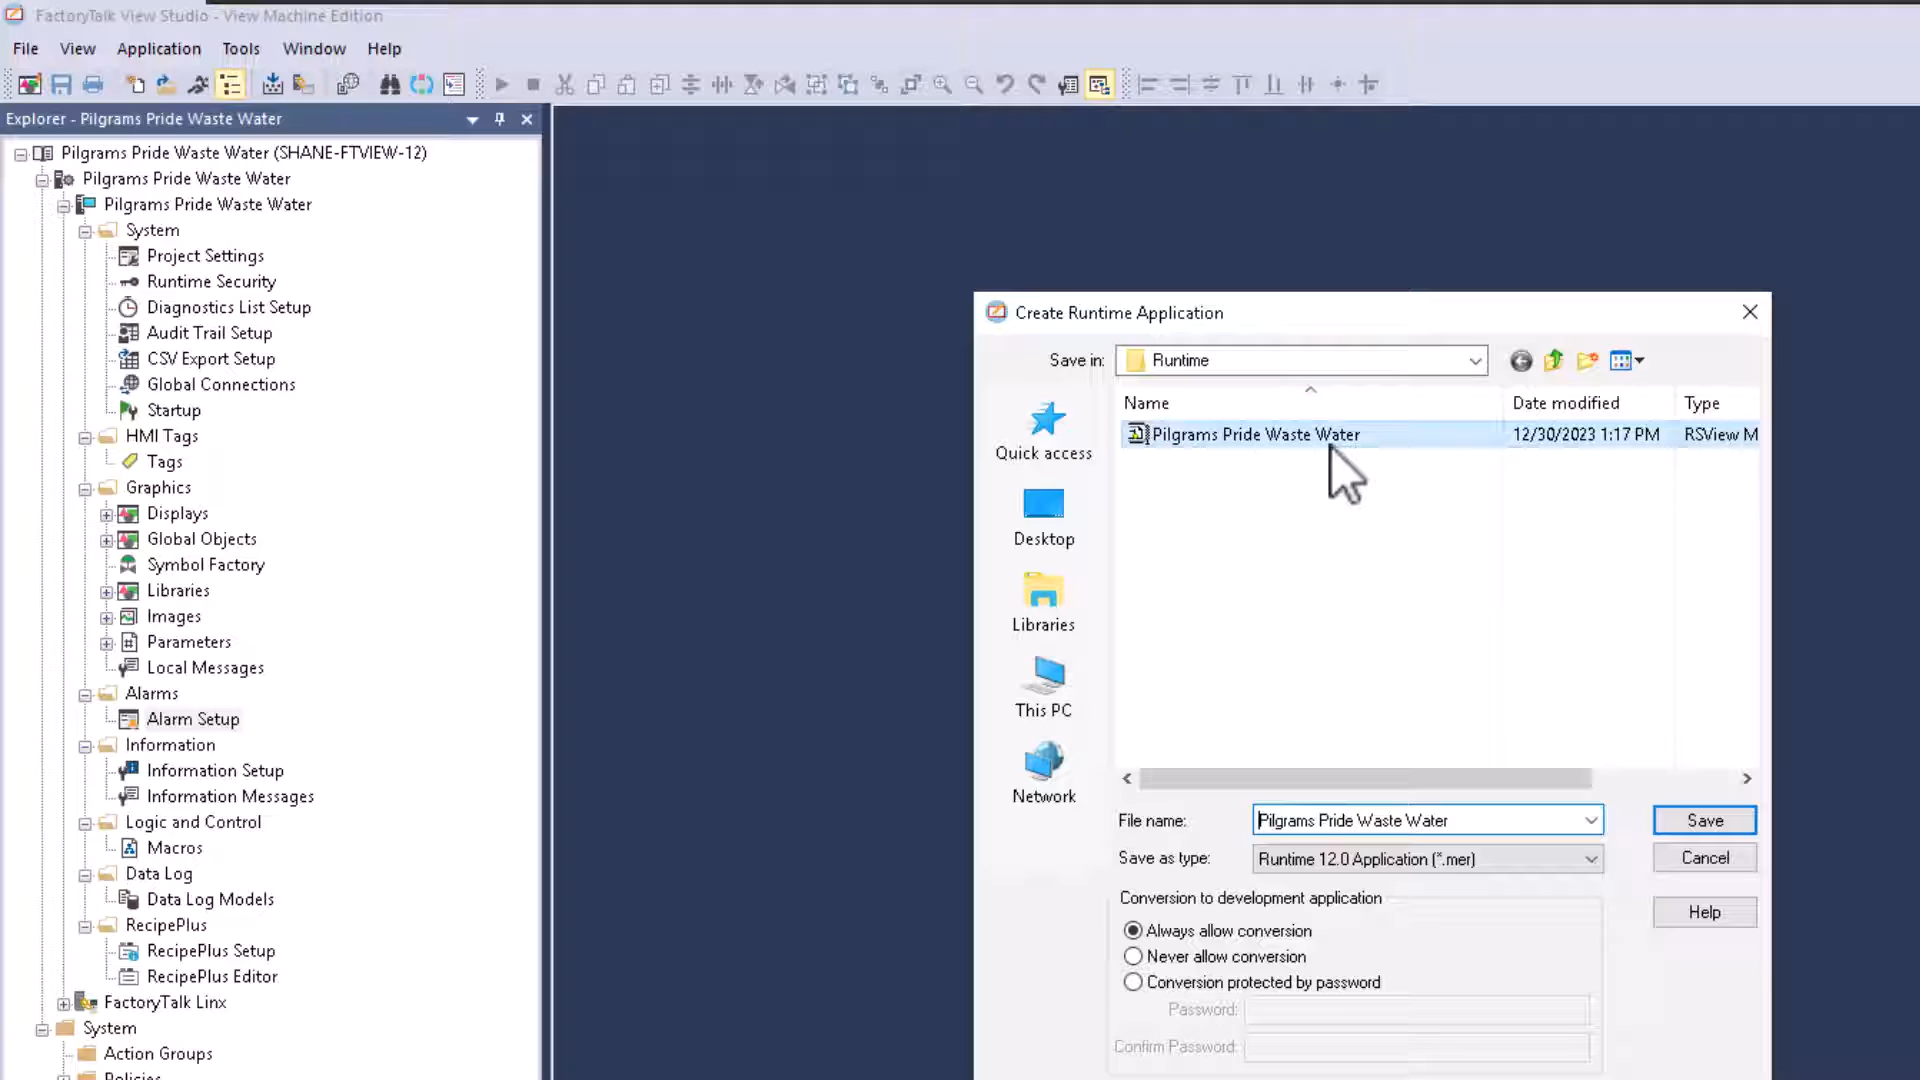 FactoryTalk View Studio - View Machine Edition
File View Application Tools Window Help
Explorer - Pilgrams Pride Waste Water
Pilgrams Pride Waste Water (SHANE-FTVIEW-12)
Pilgrams Pride Waste Water
Pilgrams Pride Waste Water
System
Project Settings
Runtime Security
Diagnostics List Setup
Audit Trail Setup
CSV Export Setup
Global Connections
Startup
HMI Tags
Tags
Graphics
Displays
Global Objects
Symbol Factory
Libraries
Images
Parameters
Local Messages
Alarms
Alarm Setup
Information
Information Setup
Information Messages
Logic and Control
Macros
Data Log
Data Log Models
RecipePlus
RecipePlus Setup
RecipePlus Editor
FactoryTalk Linx
System
Action Groups
Policies
Create Runtime Application
Save in: Runtime
Name Date modified Type
Pilgrams Pride Waste Water 12/30/2023 1:17 PM RSView M
Quick access
Desktop
Libraries
This PC
Network
File name: Pilgrams Pride Waste Water Save
Save as type: Runtime 12.0 Application (*.mer) Cancel
Conversion to development application
Help
Always allow conversion
Never allow conversion
Conversion protected by password
Password:
Confirm Password: